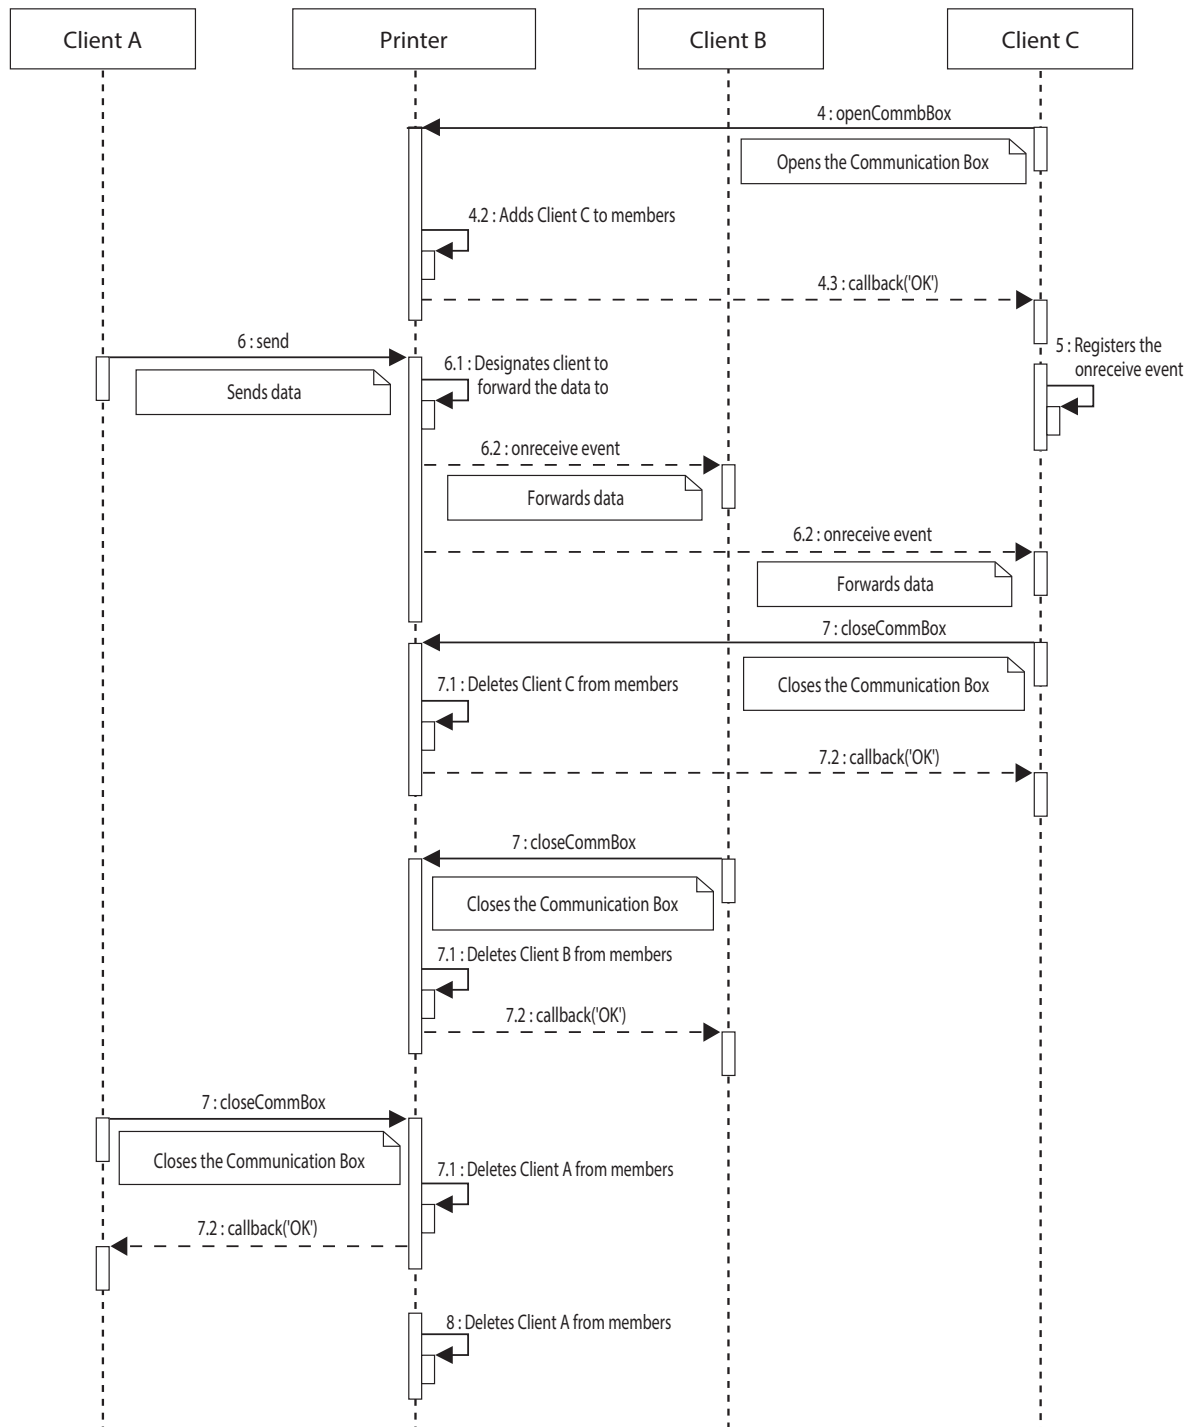 Client A
Printer
Client B
Client C
4 : openCommbBox
Opens the Communication Box
4.2 : Adds Client C to members
4.3 : callback('OK')
6 : send
Sends data
6.1 : Designates client to
forward the data to
5 : Registers the
onreceive event
6.2 : onreceive event
Forwards data
6.2 : onreceive event
Forwards data
7 : closeCommBox
Closes the Communication Box
7.1 : Deletes Client C from members
7.2 : callback('OK')
7 : closeCommBox
Closes the Communication Box
7.1 : Deletes Client B from members
7.2 : callback('OK')
7 : closeCommBox
Closes the Communication Box
7.1 : Deletes Client A from members
7.2 : callback('OK')
8 : Deletes Client A from members